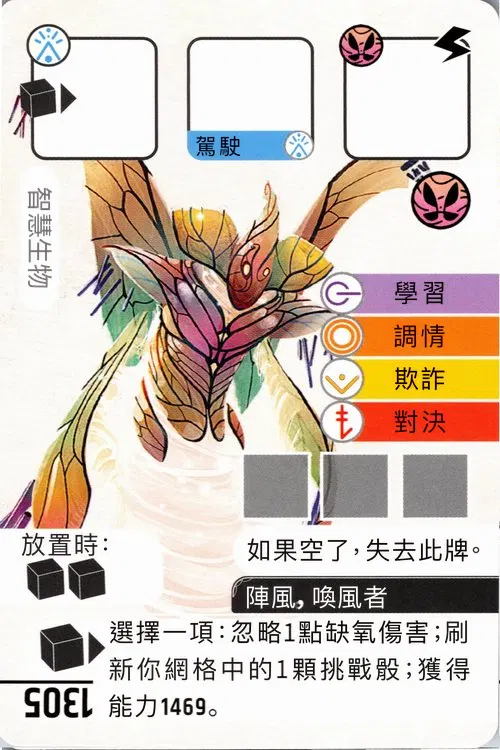 駕駛
智慧生物
學習
調情
欺詐
對決
放置時：
如果空了，失去此牌。
陣風，喚風者
選擇一項：忽略1點缺氧傷害；刷
新你網格中的1顆挑戰骰；獲得
能力1469。
1305